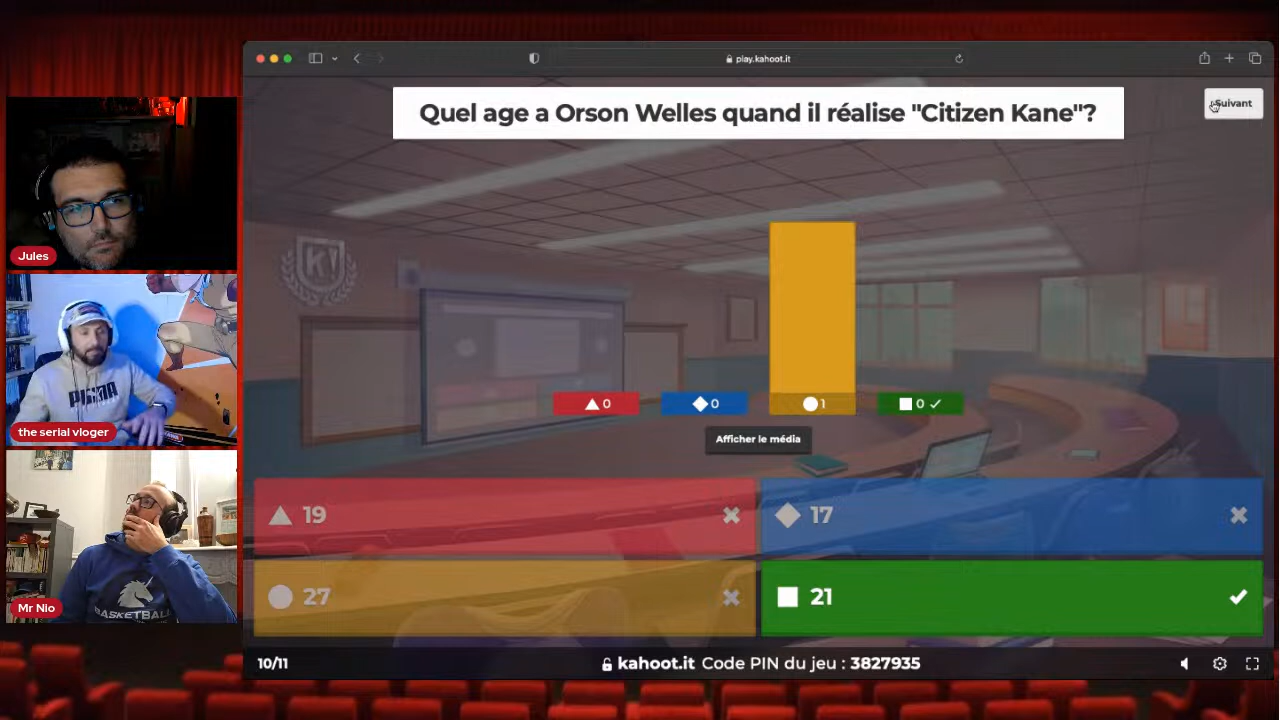 play.kahoot.it
Quel age a Orson Welles quand il réalise "Citizen Kane"?
Suivant
K!
0
0
1
0
Afficher le média
19
17
27
21
10/11
kahoot.it Code PIN du jeu : 3827935
Jules
PUMA
the serial vloger
BASKETBALL
Mr Nio